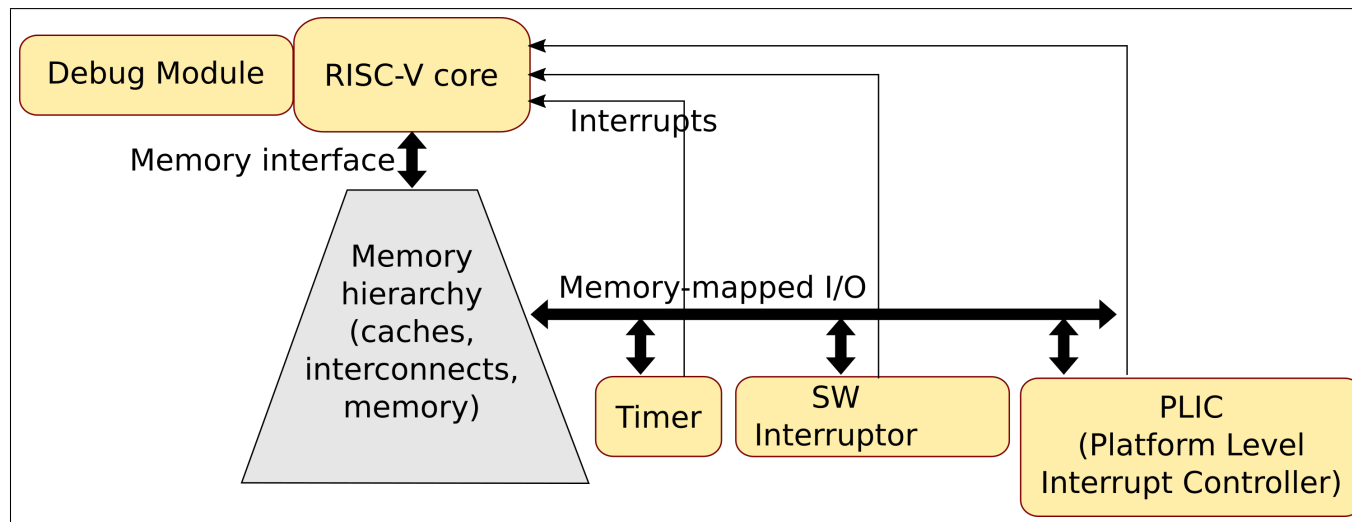 Debug Module
RISC-V core
Interrupts
Memory interface
Memory
hierarchy
(caches,
interconnects,
memory)
Memory-mapped I/O
Timer
SW
Interruptor
PLIC
(Platform Level
Interrupt Controller)